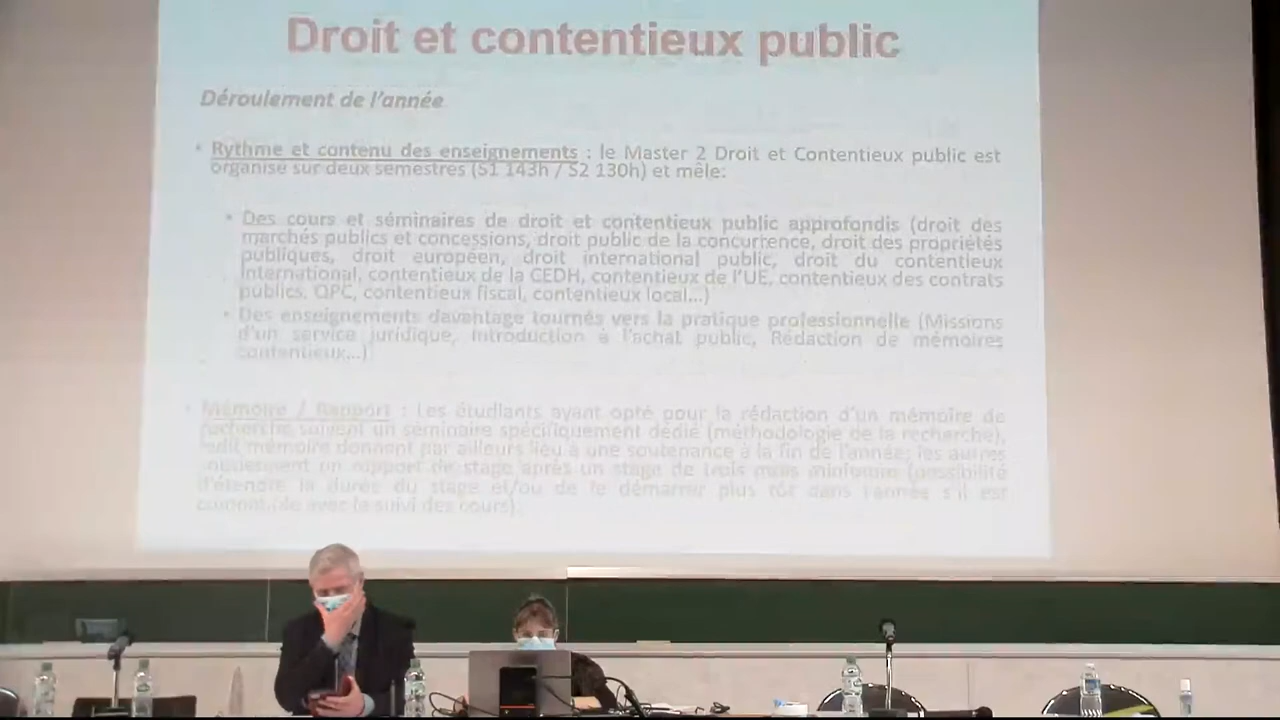 Droit et contentieux public
Déroulement de l'année
• Rythme et contenu des enseignements : le Master 2 Droit et Contentieux public est
organisé sur deux semestres (S1 143h / S2 130h) et mêle:
• Des cours et séminaires de droit et contentieux public approfondis (droit des
marchés publics et concessions, droit public de la concurrence, droit des propriétés
publiques, droit européen, droit international public, droit du contentieux
international, contentieux de la CEDH, contentieux de l'UE, contentieux des contrats
publics, QPC, contentieux fiscal, contentieux local...)
• Des enseignements davantage tournés vers la pratique professionnelle (Missions
d'un service juridique, Introduction à l'achat public, Rédaction de mémoires
contentieux...)
• Mémoire / Rapport : Les étudiants ayant opté pour la rédaction d'un mémoire de
recherche suivent un séminaire spécifiquement dédié (méthodologie de la recherche),
ledit mémoire donnant par ailleurs lieu à une soutenance à la fin de l'année; les autres
un rapport de stage après un stage de trois mois minimum (possibilité
d'étendre la durée du stage et/ou de le démarrer plus tôt dans l'année s'il est
avec le suivi des cours).